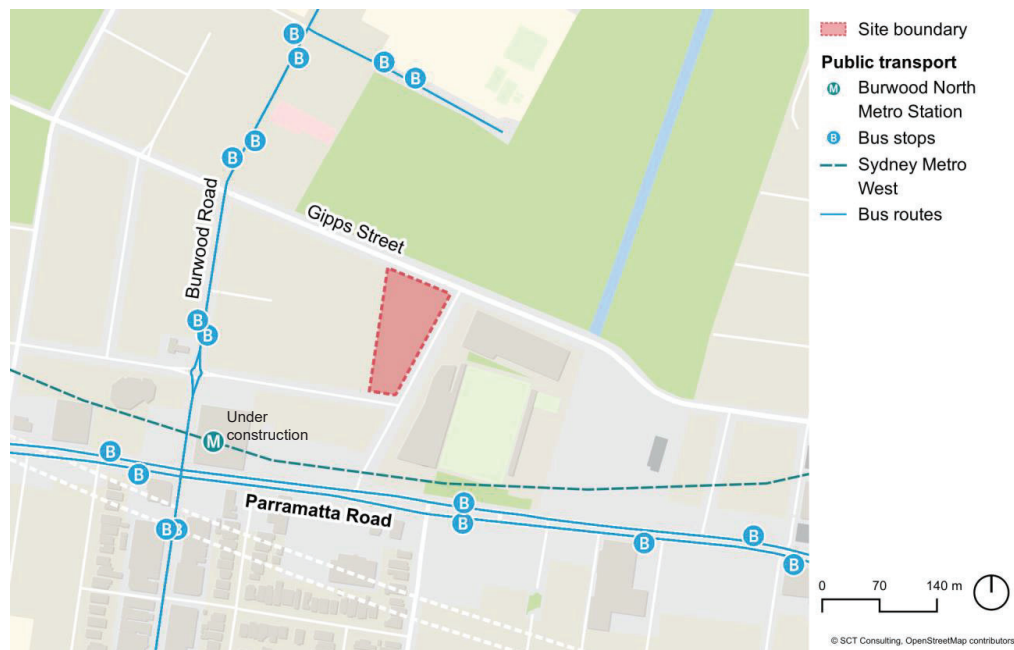 Site boundary
Public transport
M
Burwood North
Metro Station
B
Bus stops
Sydney Metro
West
Bus routes
B
B
B
B
B
B
Gipps Street
Burwood Road
B
B
Under
construction
M
B
B
Parramatta Road
B
B
B
B
B
B
B
B
0 70 140 m
© SCT Consulting, OpenStreetMap contributors